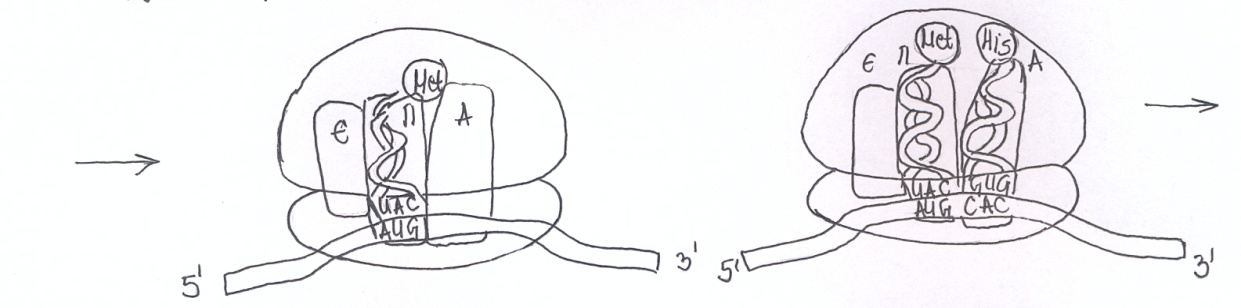 Met
E П A
UAC
AUG
5' 3'
Met His
E П A
UAC GUG
AUG CAC
5' 3'